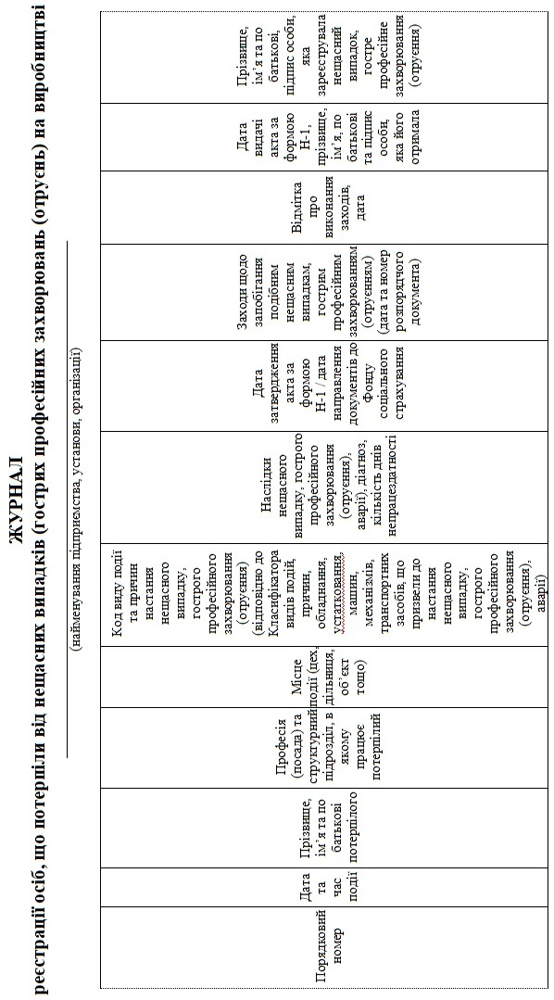 ЖУРНАЛ
реєстрації осіб, що потерпіли від нещасних випадків (гострих професійних захворювань (отруєнь) на виробництві
(найменування підприємства, установи, організації)
Порядковий
номер
Дата
та
час
події
Прізвище,
ім’я та по
батькові
потерпілого
Професія
(посада) та
структурний
підрозділ, в
якому
працює
потерпілий
Місце
події (цех,
дільниця,
об’єкт
тощо)
Код виду події
та причин
настання
нещасного
випадку,
гострого
професійного
захворювання
(отруєння)
(відповідно до
Класифікатора
видів подій,
причин,
обладнання,
устатковання,
машин,
механізмів,
транспортних
засобів, що
призвели до
настання
нещасного
випадку,
гострого
професійного
захворювання
(отруєння),
аварії)
Наслідки
нещасного
випадку, гострого
професійного
захворювання
(отруєння),
аварії), діагноз,
кількість днів
непрацездатності
Дата
затвердження
акта за
формою
Н-1 / дата
направлення
документів до
Фонду
соціального
страхування
Заходи щодо
запобігання
подібним
нещасним
випадкам,
гострим
професійним
захворюванням
(отруєнням)
(дата та номер
розпорядчого
документа)
Відмітка
про
виконання
заходів,
дата
Дата
видачі
акта за
формою
Н-1,
прізвище,
ім’я, по
батькові
та підпис
особи,
яка його
отримала
Прізвище,
ім’я та по
батькові,
підпис особи,
яка
зареєструвала
нещасний
випадок,
гостре
професійне
захворювання
(отруєння)